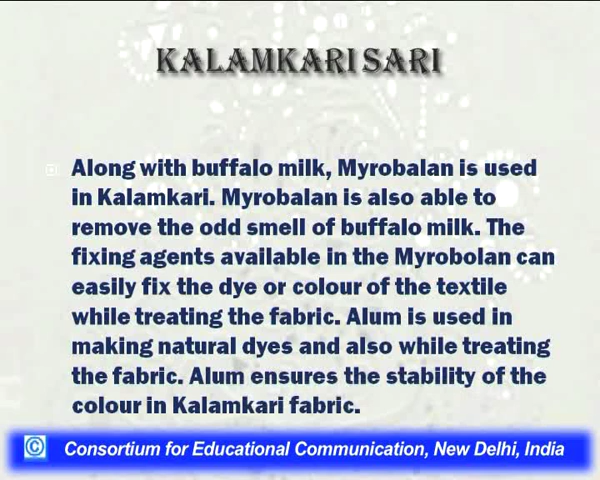 KALAMKARI SARI
Along with buffalo milk, Myrobalan is used
in Kalamkari. Myrobalan is also able to
remove the odd smell of buffalo milk. The
fixing agents available in the Myrobolan can
easily fix the dye or colour of the textile
while treating the fabric. Alum is used in
making natural dyes and also while treating
the fabric. Alum ensures the stability of the
colour in Kalamkari fabric.
© Consortium for Educational Communication, New Delhi, India